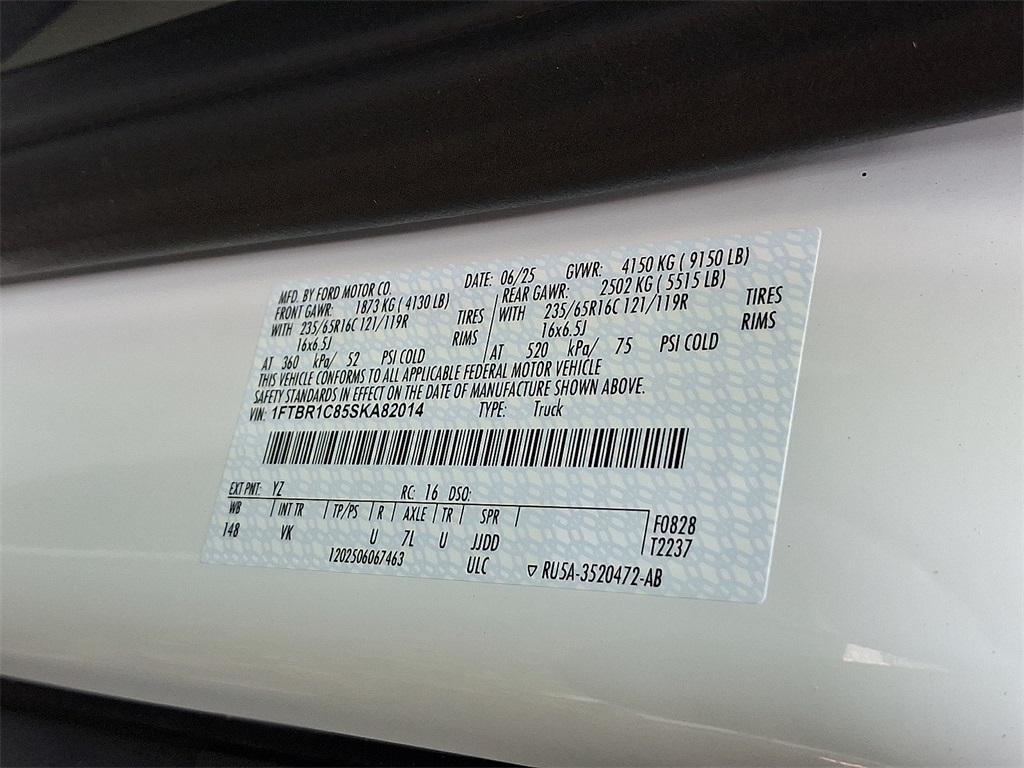 MFD. BY FORD MOTOR CO. DATE: 06/25 GVWR: 4150 KG ( 9150 LB)
FRONT GAWR: 1873 KG ( 4130 LB) REAR GAWR: 2502 KG ( 5515 LB)
WITH 235/65R16C 121/119R TIRES WITH 235/65R16C 121/119R TIRES
16x6.5J RIMS 16x6.5J RIMS
AT 360 kPa/ 52 PSI COLD AT 520 kPa/ 75 PSI COLD
THIS VEHICLE CONFORMS TO ALL APPLICABLE FEDERAL MOTOR VEHICLE
SAFETY STANDARDS IN EFFECT ON THE DATE OF MANUFACTURE SHOWN ABOVE.
VIN: 1FTBR1C85SKA82014 TYPE: Truck
EXT PNT: YZ RC: 16 DSO:
WB INT TR TP/PS R AXLE TR SPR F0828
148 VK U 7L U JJDD T2237
1202506067463 ULC ▽ RU5A-3520472-AB